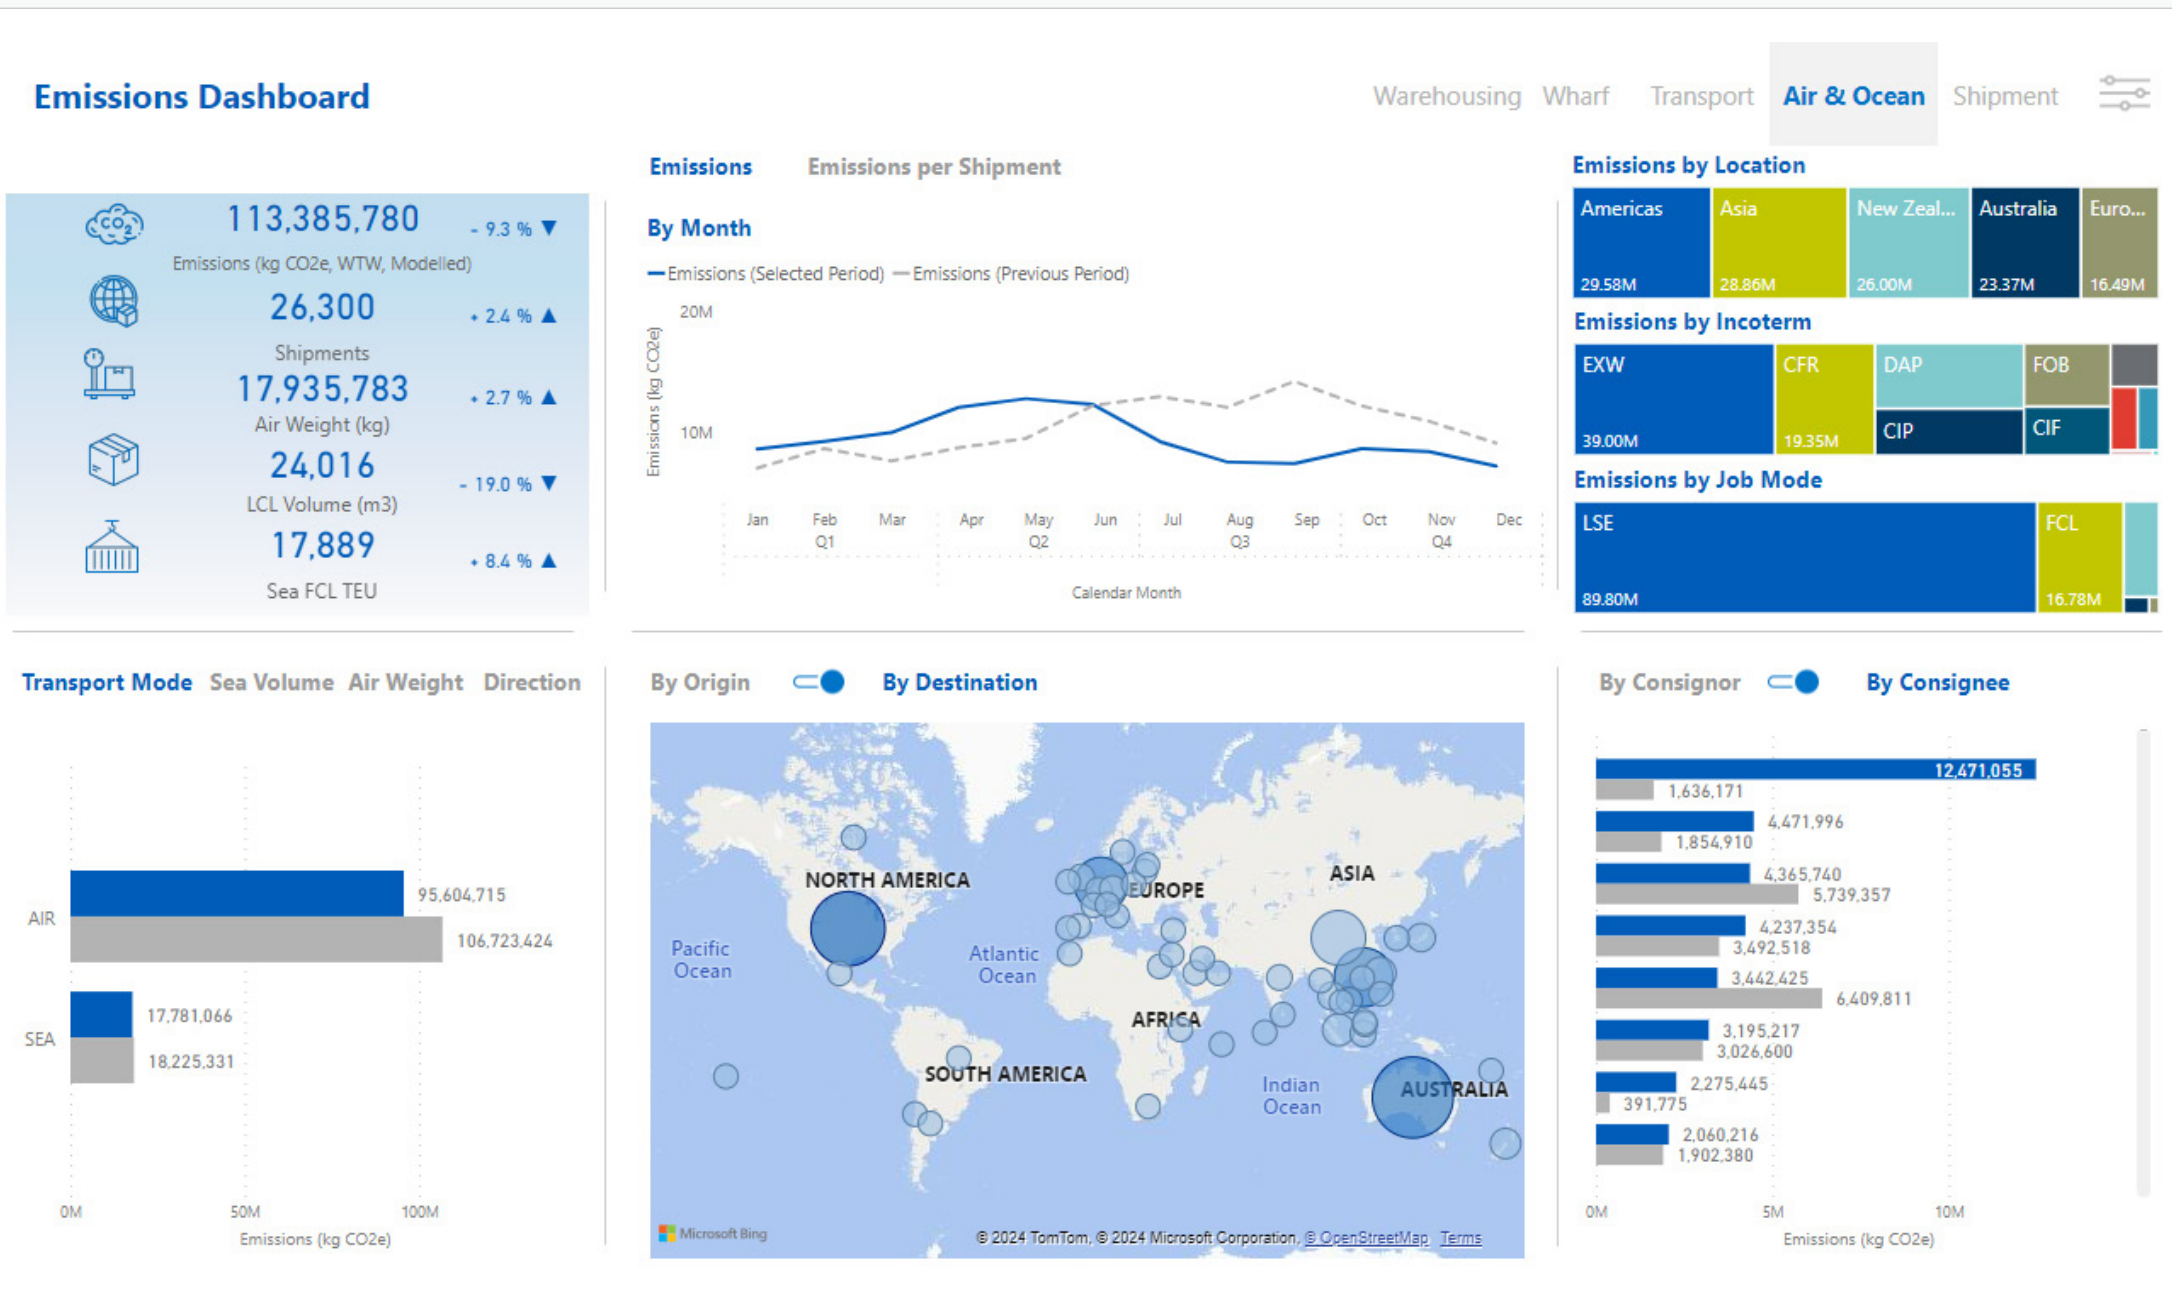 Emissions Dashboard
Warehousing Wharf Transport Air & Ocean Shipment
CO2
113,385,780 - 9.3 % ▼
Emissions (kg CO2e, WTW, Modelled)
26,300 + 2.4 % ▲
Shipments
17,935,783 + 2.7 % ▲
Air Weight (kg)
24,016 - 19.0 % ▼
LCL Volume (m3)
17,889 + 8.4 % ▲
Sea FCL TEU
Emissions Emissions per Shipment
By Month
Emissions (Selected Period) Emissions (Previous Period)
Emissions (kg CO2e)
20M
10M
Jan Feb Mar Apr May Jun Jul Aug Sep Oct Nov Dec
Q1 Q2 Q3 Q4
Calendar Month
Emissions by Location
Americas Asia New Zeal... Australia Euro...
29.58M 28.86M 26.00M 23.37M 16.49M
Emissions by Incoterm
EXW CFR DAP FOB
CIP CIF
39.00M 19.35M
Emissions by Job Mode
LSE FCL
89.80M 16.78M
Transport Mode Sea Volume Air Weight Direction
AIR
95,604,715
106,723,424
SEA
17,781,066
18,225,331
0M 50M 100M
Emissions (kg CO2e)
By Origin By Destination
NORTH AMERICA
EUROPE
ASIA
Pacific
Ocean
Atlantic
Ocean
AFRICA
SOUTH AMERICA
Indian
Ocean
AUSTRALIA
Microsoft Bing
© 2024 TomTom, © 2024 Microsoft Corporation, © OpenStreetMap Terms
By Consignor By Consignee
12,471,055
1,636,171
4,471,996
1,854,910
4,365,740
5,739,357
4,237,354
3,492,518
3,442,425
6,409,811
3,195,217
3,026,600
2,275,445
391,775
2,060,216
1,902,380
0M 5M 10M
Emissions (kg CO2e)